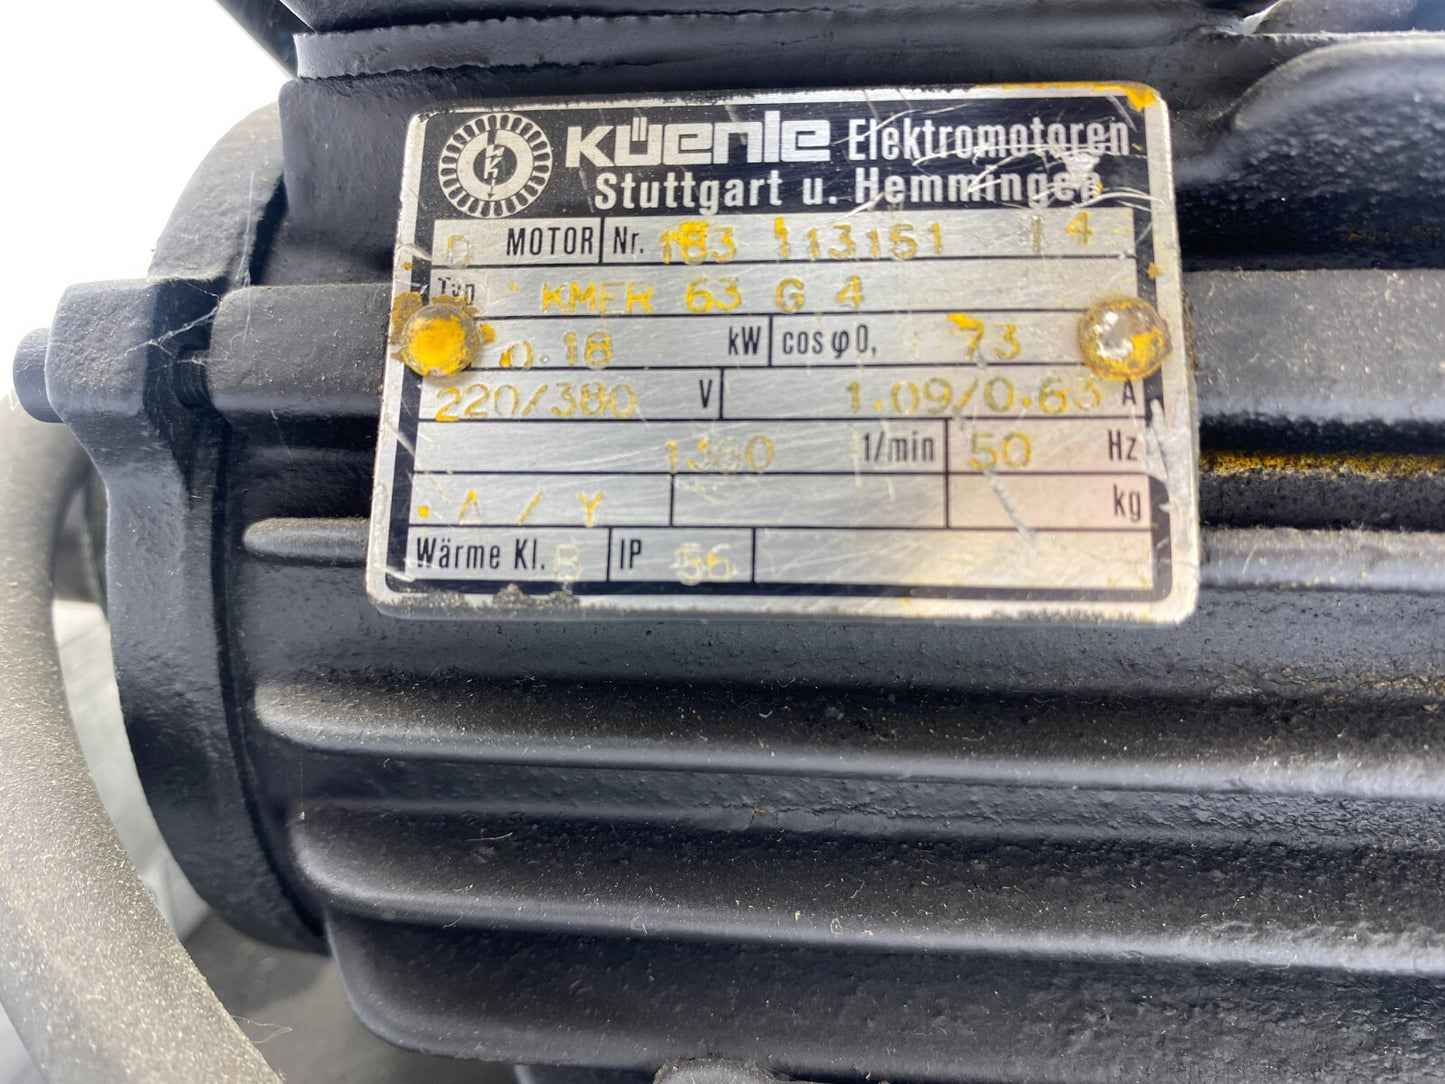 KÜENLE Elektromotoren
Stuttgart u. Hemmingen
D MOTOR Nr. 183 113151 14
Typ * KMER 63 G 4
0.18 kW cos φ 0, 73
220/380 V 1.09/0.63 A
1360 1/min 50 Hz
Λ / Y kg
Wärme Kl. B IP 56